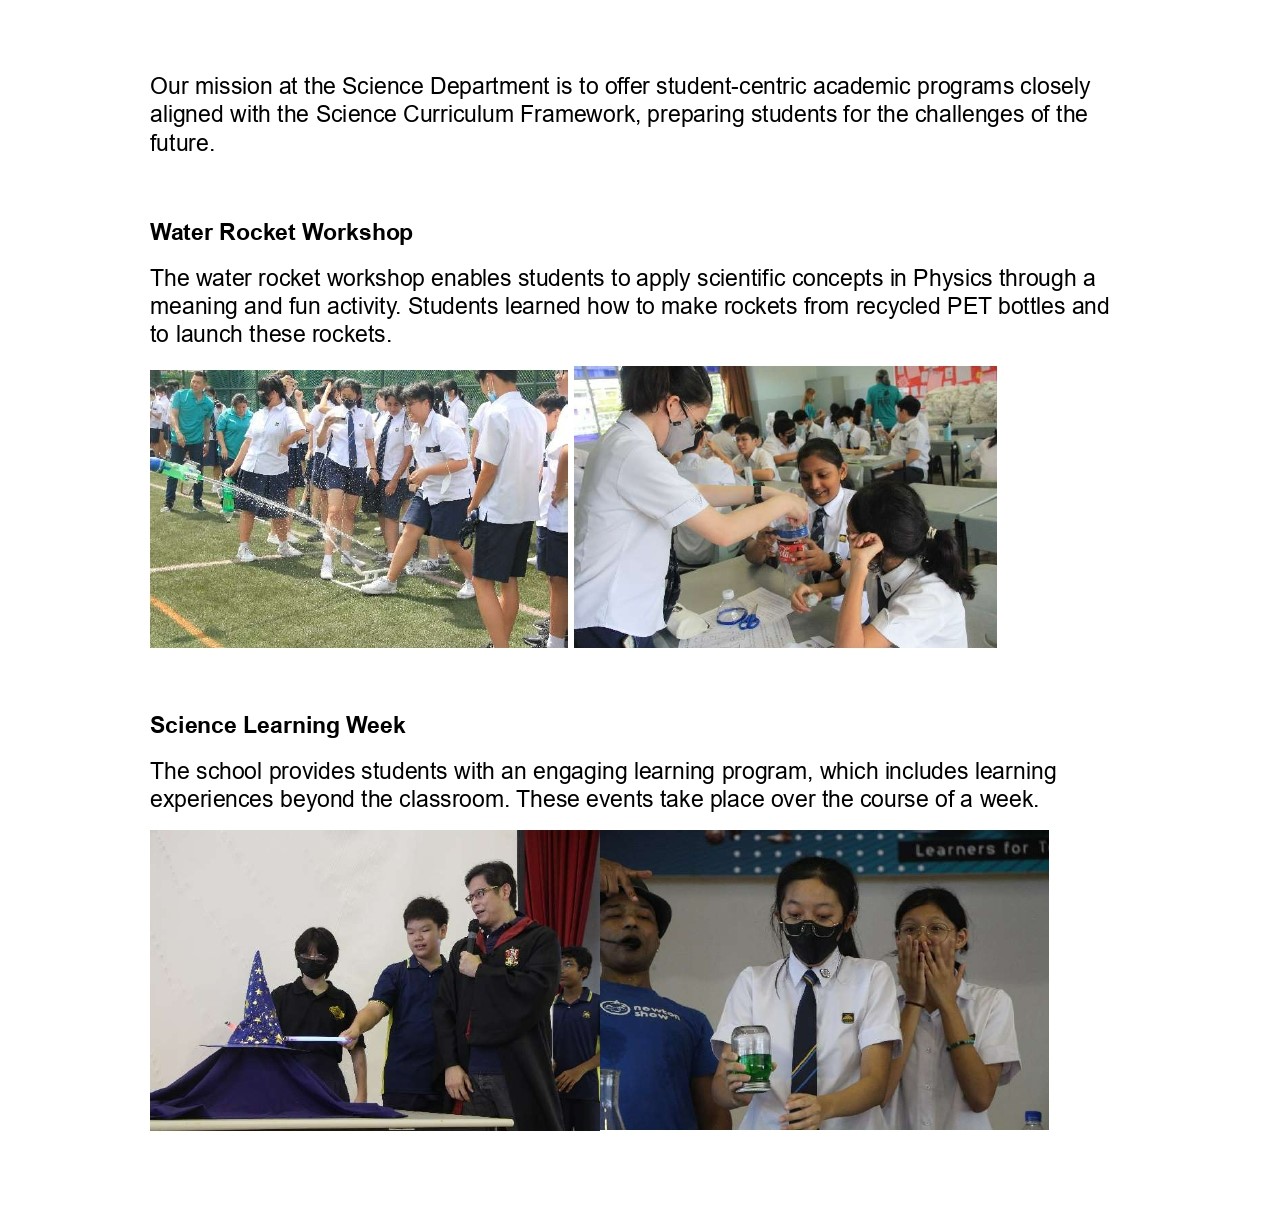 Our mission at the Science Department is to offer student-centric academic programs closely
aligned with the Science Curriculum Framework, preparing students for the challenges of the
future.
Water Rocket Workshop
The water rocket workshop enables students to apply scientific concepts in Physics through a
meaning and fun activity. Students learned how to make rockets from recycled PET bottles and
to launch these rockets.
Science Learning Week
The school provides students with an engaging learning program, which includes learning
experiences beyond the classroom. These events take place over the course of a week.
Learners for
newton
show